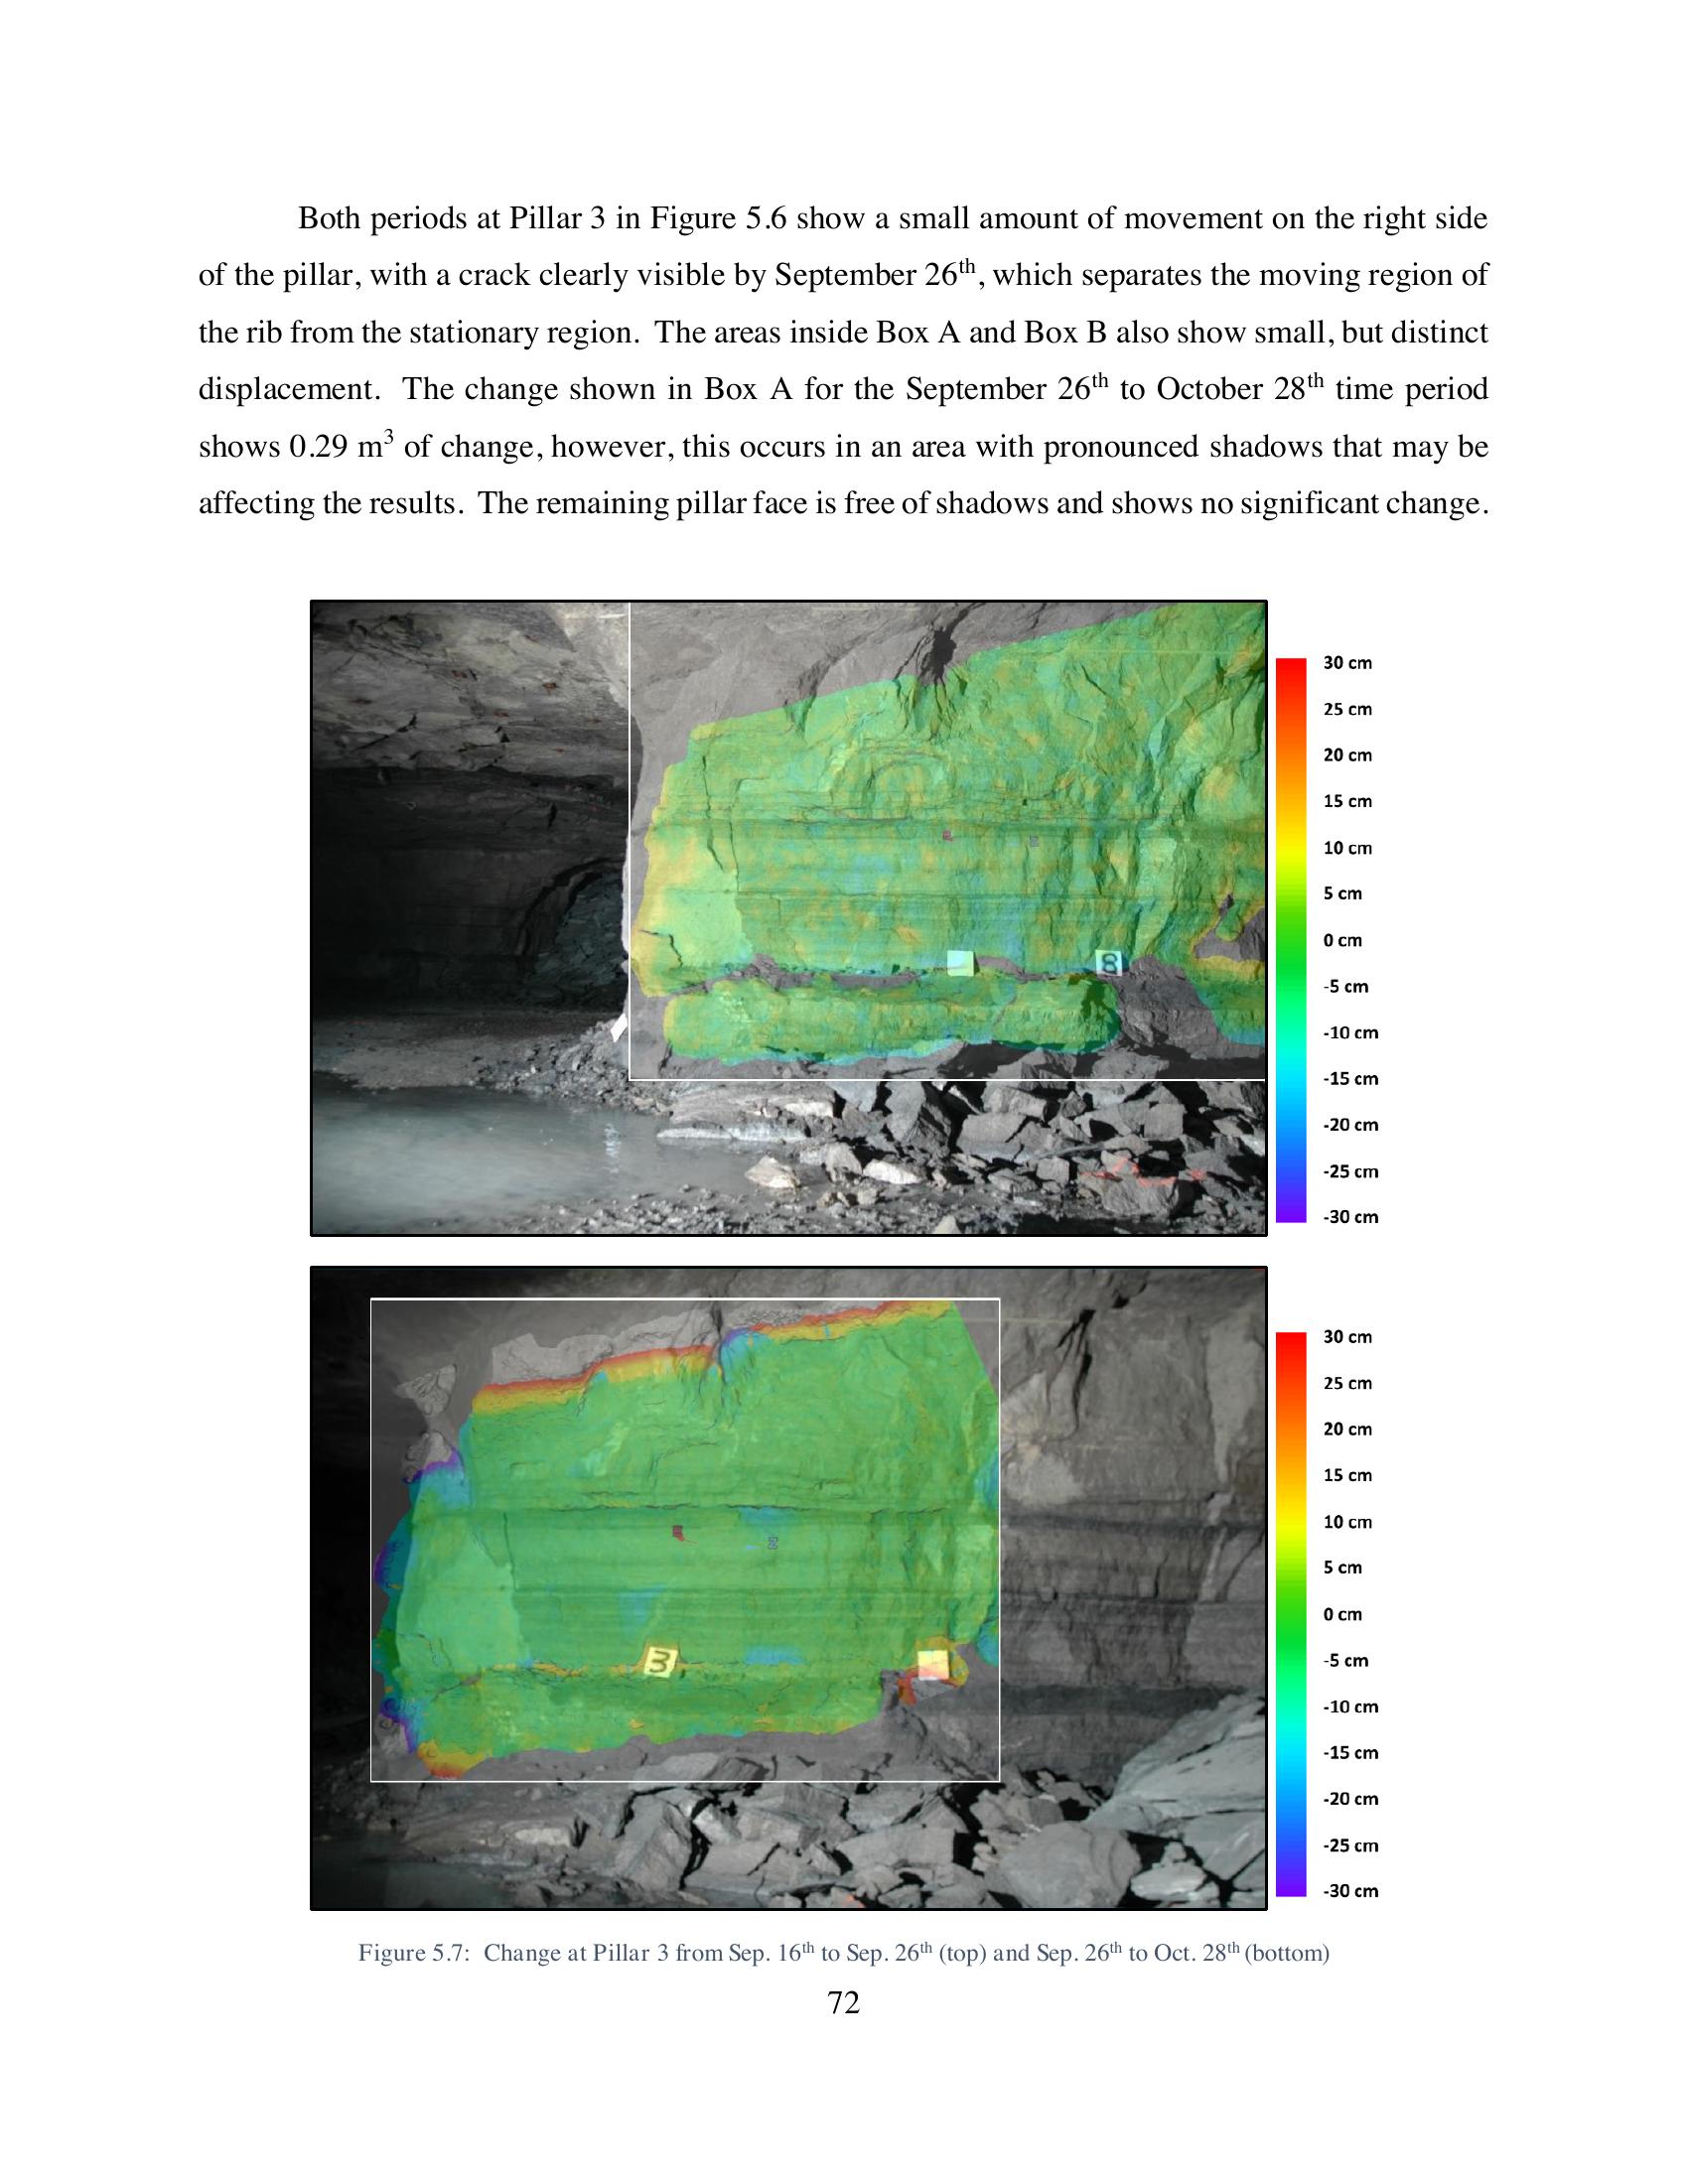 Both periods at Pillar 3 in Figure 5.6 show a small amount of movement on the right side
of the pillar, with a crack clearly visible by September 26th, which separates the moving region of
the rib from the stationary region. The areas inside Box A and Box B also show small, but distinct
displacement. The change shown in Box A for the September 26th to October 28th time period
shows 0.29 m3 of change, however, this occurs in an area with pronounced shadows that may be
affecting the results. The remaining pillar face is free of shadows and shows no significant change.
8
30 cm
25 cm
20 cm
15 cm
10 cm
5 cm
0 cm
-5 cm
-10 cm
-15 cm
-20 cm
-25 cm
-30 cm
3
30 cm
25 cm
20 cm
15 cm
10 cm
5 cm
0 cm
-5 cm
-10 cm
-15 cm
-20 cm
-25 cm
-30 cm
Figure 5.7: Change at Pillar 3 from Sep. 16th to Sep. 26th (top) and Sep. 26th to Oct. 28th (bottom)
72